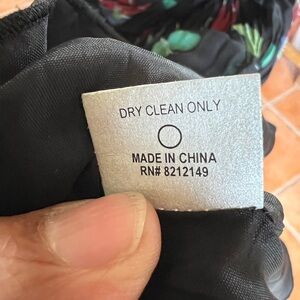 DRY CLEAN ONLY
MADE IN CHINA
RN# 8212149